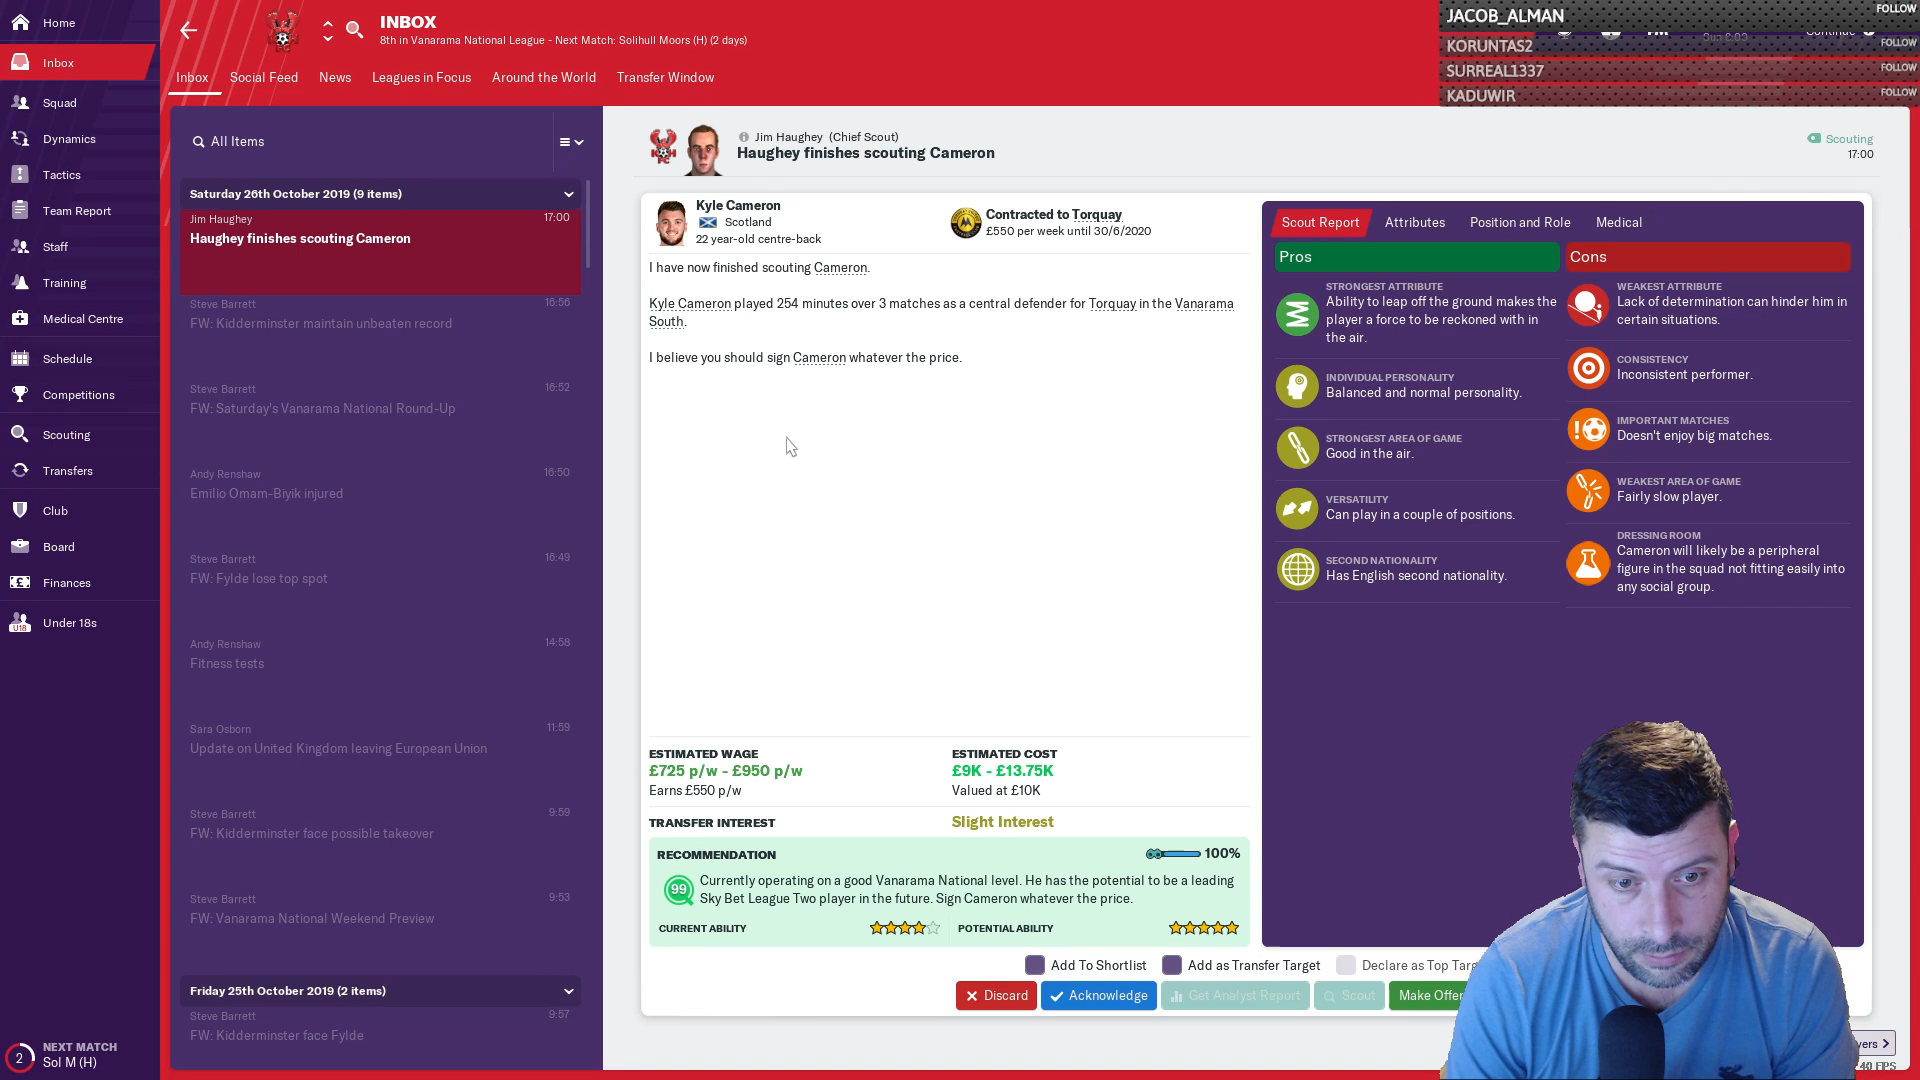 Home
Inbox
Squad
Dynamics
Tactics
Team Report
Staff
Training
Medical Centre
Schedule
Competitions
Scouting
Transfers
Club
Board
Finances
U18
Under 18s
2
NEXT MATCH
Sol M (H)
INBOX
8th in Vanarama National League - Next Match: Solihull Moors (H) (2 days)
Inbox
Social Feed
News
Leagues in Focus
Around the World
Transfer Window
JACOB_ALMAN
FOLLOW
KORUNTAS2
FOLLOW
SURREAL1337
FOLLOW
KADUWIR
FOLLOW
All Items
Saturday 26th October 2019 (9 items)
Jim Haughey
17:00
Haughey finishes scouting Cameron
Steve Barrett
16:56
FW: Kidderminster maintain unbeaten record
Steve Barrett
16:52
FW: Saturday's Vanarama National Round-Up
Andy Renshaw
16:50
Emilio Omam-Biyik injured
Steve Barrett
16:49
FW: Fylde lose top spot
Andy Renshaw
14:58
Fitness tests
Sara Osborn
11:59
Update on United Kingdom leaving European Union
Steve Barrett
9:59
FW: Kidderminster face possible takeover
Steve Barrett
9:53
FW: Vanarama National Weekend Preview
Friday 25th October 2019 (2 items)
Steve Barrett
9:57
FW: Kidderminster face Fylde
Jim Haughey (Chief Scout)
Haughey finishes scouting Cameron
Scouting
17:00
Kyle Cameron
Scotland
22 year-old centre-back
Contracted to Torquay
£550 per week until 30/6/2020
I have now finished scouting Cameron.
Kyle Cameron played 254 minutes over 3 matches as a central defender for Torquay in the Vanarama
South.
I believe you should sign Cameron whatever the price.
ESTIMATED WAGE
£725 p/w - £950 p/w
Earns £550 p/w
ESTIMATED COST
£9K - £13.75K
Valued at £10K
TRANSFER INTEREST
Slight Interest
RECOMMENDATION
100%
99
Currently operating on a good Vanarama National level. He has the potential to be a leading
Sky Bet League Two player in the future. Sign Cameron whatever the price.
CURRENT ABILITY
POTENTIAL ABILITY
Add To Shortlist
Add as Transfer Target
Declare as Top Targ
Discard
Acknowledge
Get Analyst Report
Scout
Make Offer
Scout Report
Attributes
Position and Role
Medical
Pros
STRONGEST ATTRIBUTE
Ability to leap off the ground makes the
player a force to be reckoned with in
the air.
INDIVIDUAL PERSONALITY
Balanced and normal personality.
STRONGEST AREA OF GAME
Good in the air.
VERSATILITY
Can play in a couple of positions.
SECOND NATIONALITY
Has English second nationality.
Cons
WEAKEST ATTRIBUTE
Lack of determination can hinder him in
certain situations.
CONSISTENCY
Inconsistent performer.
IMPORTANT MATCHES
Doesn't enjoy big matches.
WEAKEST AREA OF GAME
Fairly slow player.
DRESSING ROOM
Cameron will likely be a peripheral
figure in the squad not fitting easily into
any social group.
vers
40 FPS